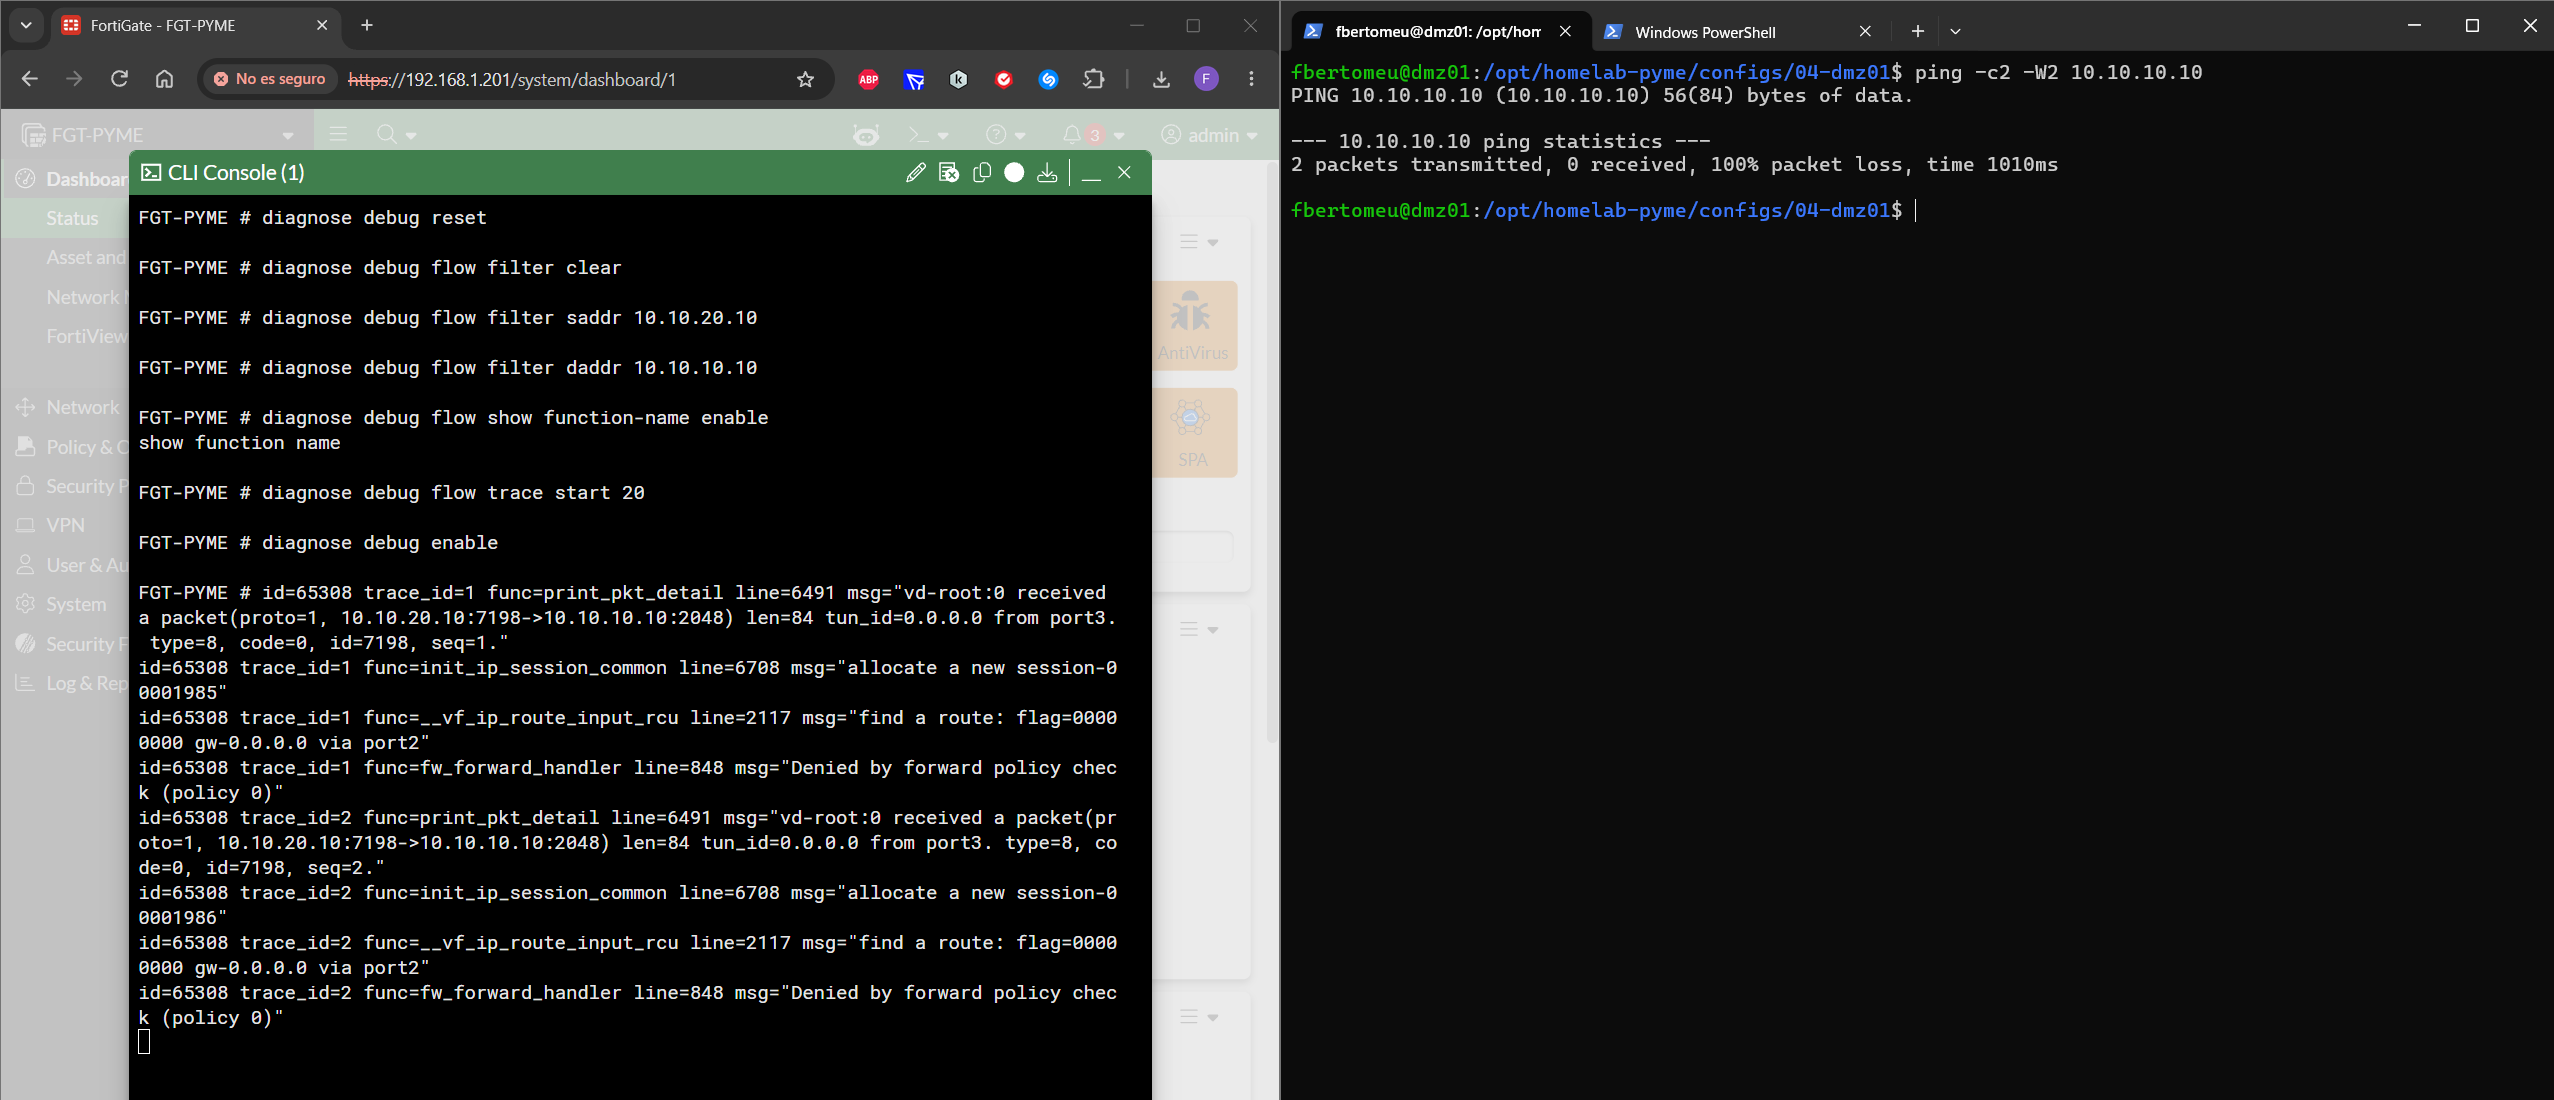 FortiGate - FGT-PYME
No es seguro
https://192.168.1.201/system/dashboard/1
ABP
F
FGT-PYME
3
admin
Dashboar
Status
Asset and
Network
FortiView
Network
Policy & O
Security P
VPN
User & Au
System
Security F
Log & Rep
AntiVirus
SPA
CLI Console (1)
FGT-PYME # diagnose debug reset
FGT-PYME # diagnose debug flow filter clear
FGT-PYME # diagnose debug flow filter saddr 10.10.20.10
FGT-PYME # diagnose debug flow filter daddr 10.10.10.10
FGT-PYME # diagnose debug flow show function-name enable
show function name
FGT-PYME # diagnose debug flow trace start 20
FGT-PYME # diagnose debug enable
FGT-PYME # id=65308 trace_id=1 func=print_pkt_detail line=6491 msg="vd-root:0 received
a packet(proto=1, 10.10.20.10:7198->10.10.10.10:2048) len=84 tun_id=0.0.0.0 from port3.
type=8, code=0, id=7198, seq=1."
id=65308 trace_id=1 func=init_ip_session_common line=6708 msg="allocate a new session-0
0001985"
id=65308 trace_id=1 func=__vf_ip_route_input_rcu line=2117 msg="find a route: flag=0000
0000 gw-0.0.0.0 via port2"
id=65308 trace_id=1 func=fw_forward_handler line=848 msg="Denied by forward policy chec
k (policy 0)"
id=65308 trace_id=2 func=print_pkt_detail line=6491 msg="vd-root:0 received a packet(pr
oto=1, 10.10.20.10:7198->10.10.10.10:2048) len=84 tun_id=0.0.0.0 from port3. type=8, co
de=0, id=7198, seq=2."
id=65308 trace_id=2 func=init_ip_session_common line=6708 msg="allocate a new session-0
0001986"
id=65308 trace_id=2 func=__vf_ip_route_input_rcu line=2117 msg="find a route: flag=0000
0000 gw-0.0.0.0 via port2"
id=65308 trace_id=2 func=fw_forward_handler line=848 msg="Denied by forward policy chec
k (policy 0)"
fbertomeu@dmz01: /opt/hom
Windows PowerShell
fbertomeu@dmz01:/opt/homelab-pyme/configs/04-dmz01$ ping -c2 -W2 10.10.10.10
PING 10.10.10.10 (10.10.10.10) 56(84) bytes of data.
--- 10.10.10.10 ping statistics ---
2 packets transmitted, 0 received, 100% packet loss, time 1010ms
fbertomeu@dmz01:/opt/homelab-pyme/configs/04-dmz01$